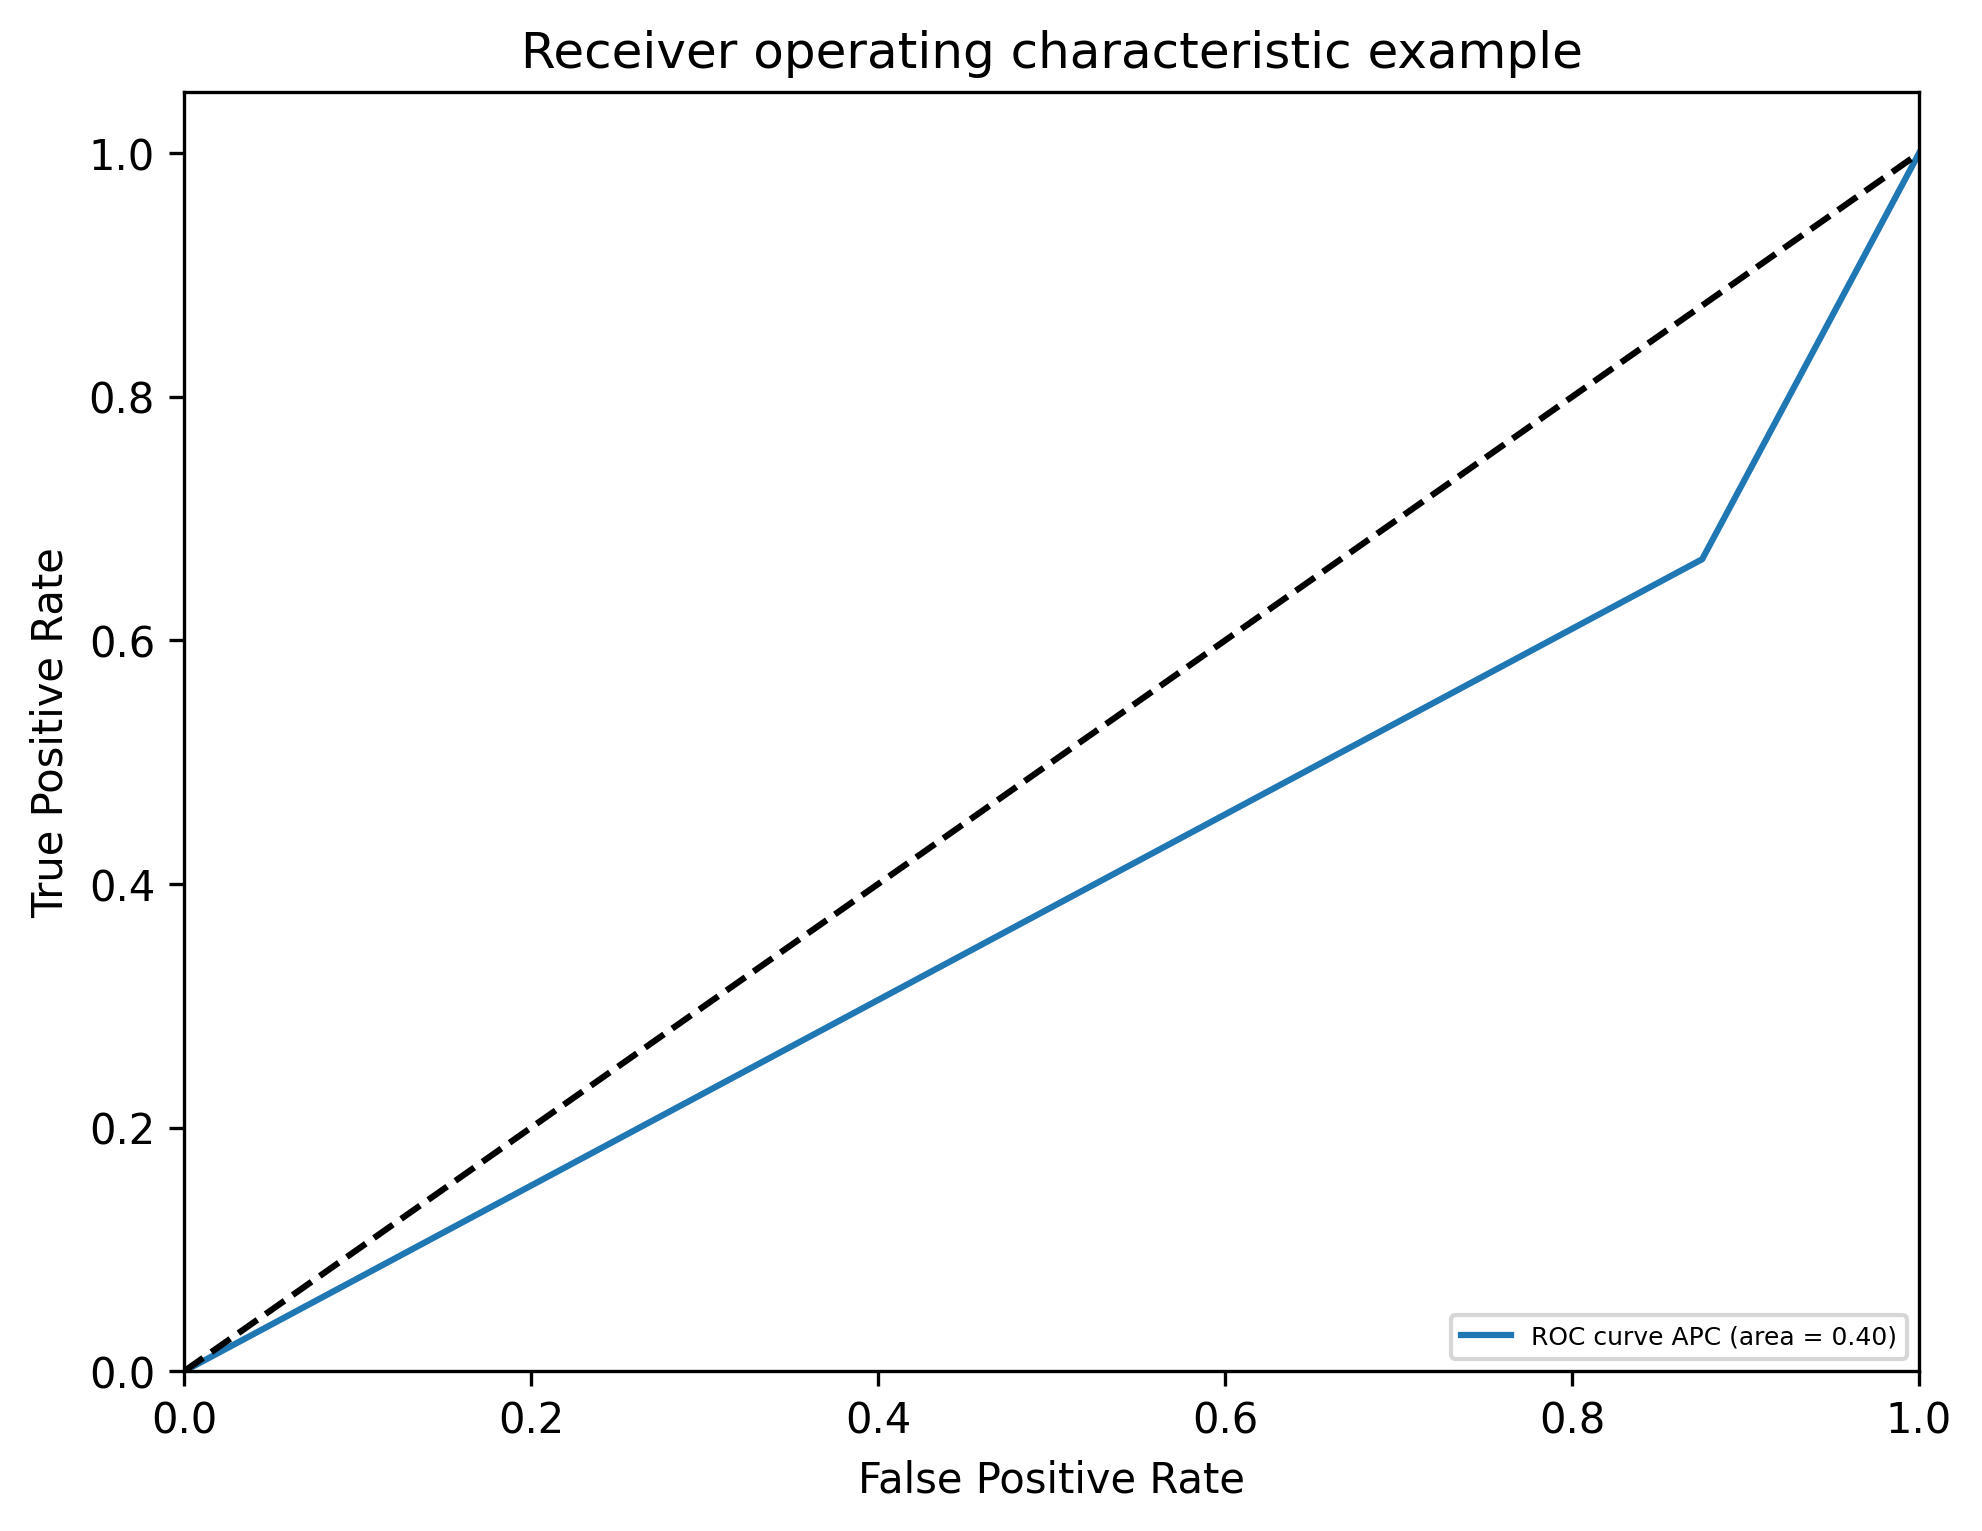 Receiver operating characteristic example
1.0
0.8
0.6
0.4
0.2
0.0
True Positive Rate
ROC curve APC (area = 0.40)
0.0 0.2 0.4 0.6 0.8 1.0
False Positive Rate